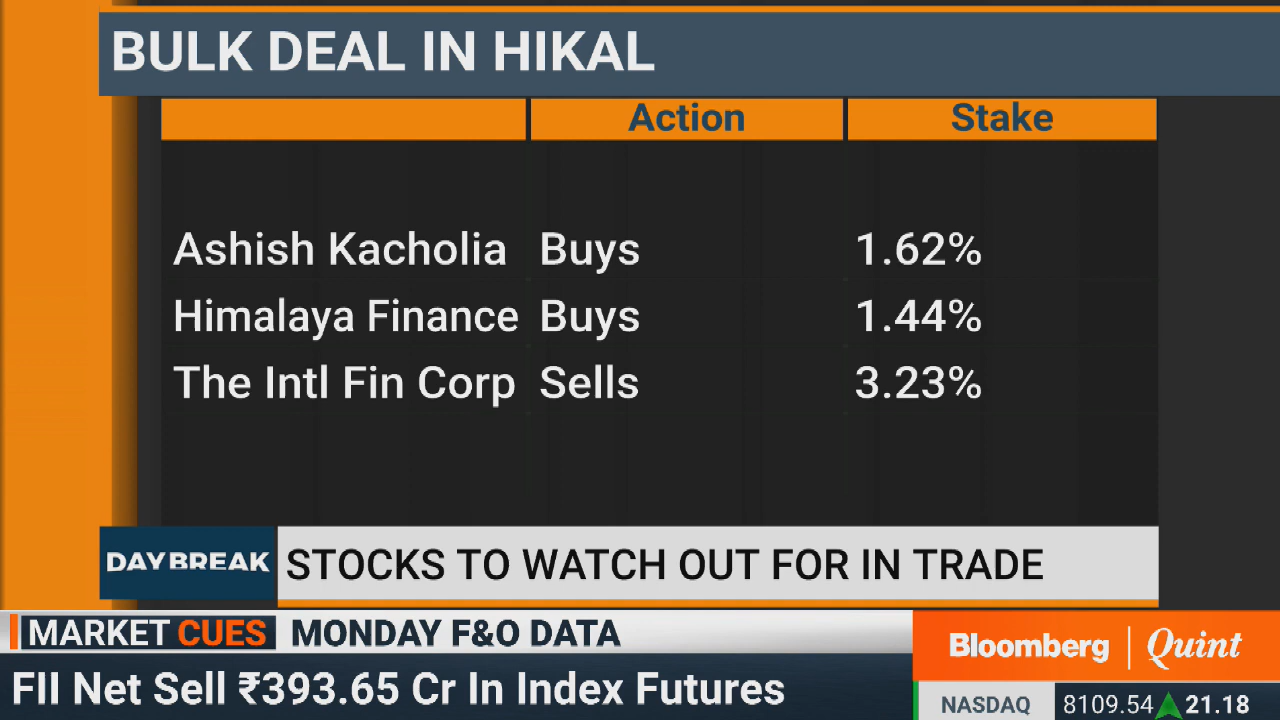 BULK DEAL IN HIKAL
Action Stake
Ashish Kacholia Buys 1.62%
Himalaya Finance Buys 1.44%
The Intl Fin Corp Sells 3.23%
DAYBREAK STOCKS TO WATCH OUT FOR IN TRADE
MARKET CUES MONDAY F&O DATA
Bloomberg | Quint
FII Net Sell ₹393.65 Cr In Index Futures
NASDAQ 8109.54 ▲ 21.18